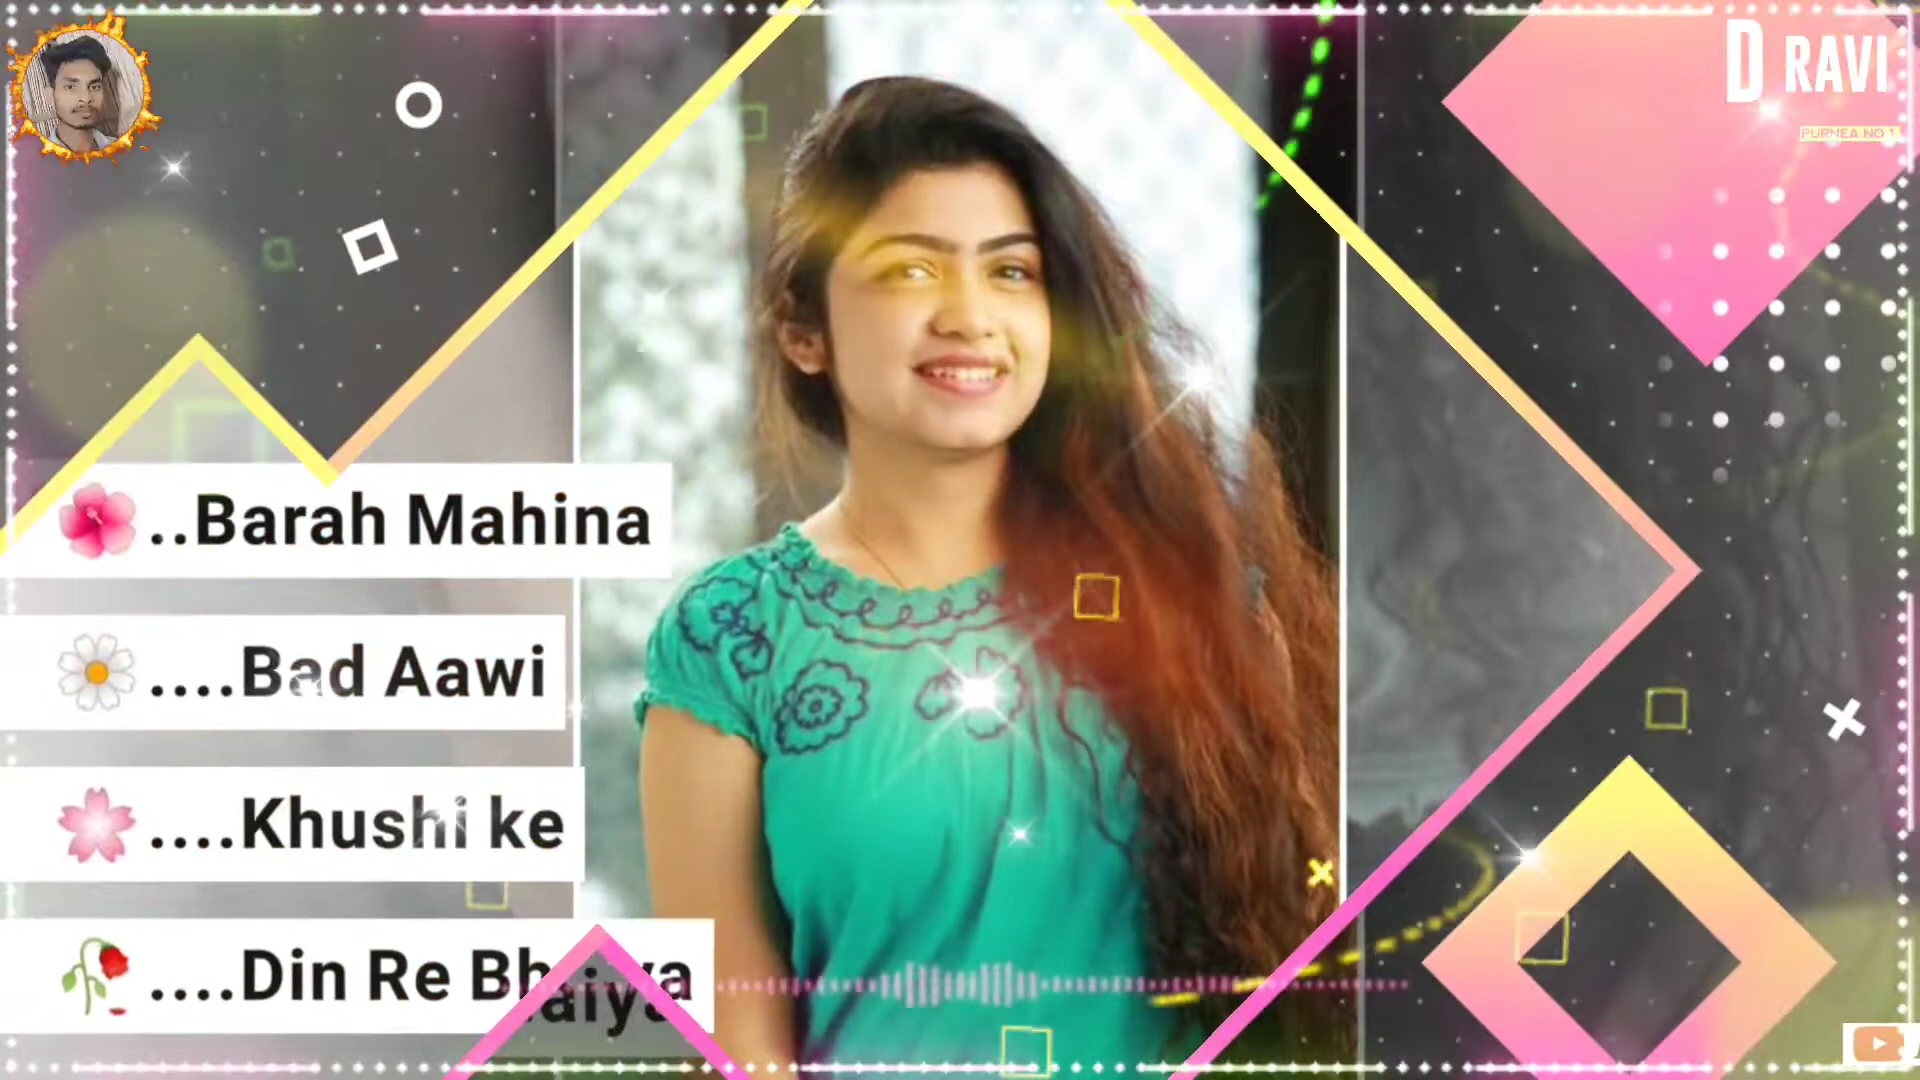 D RAVI
PURNEA NO 1
..Barah Mahina
....Bad Aawi
....Khushi ke
....Din Re Bhaiya